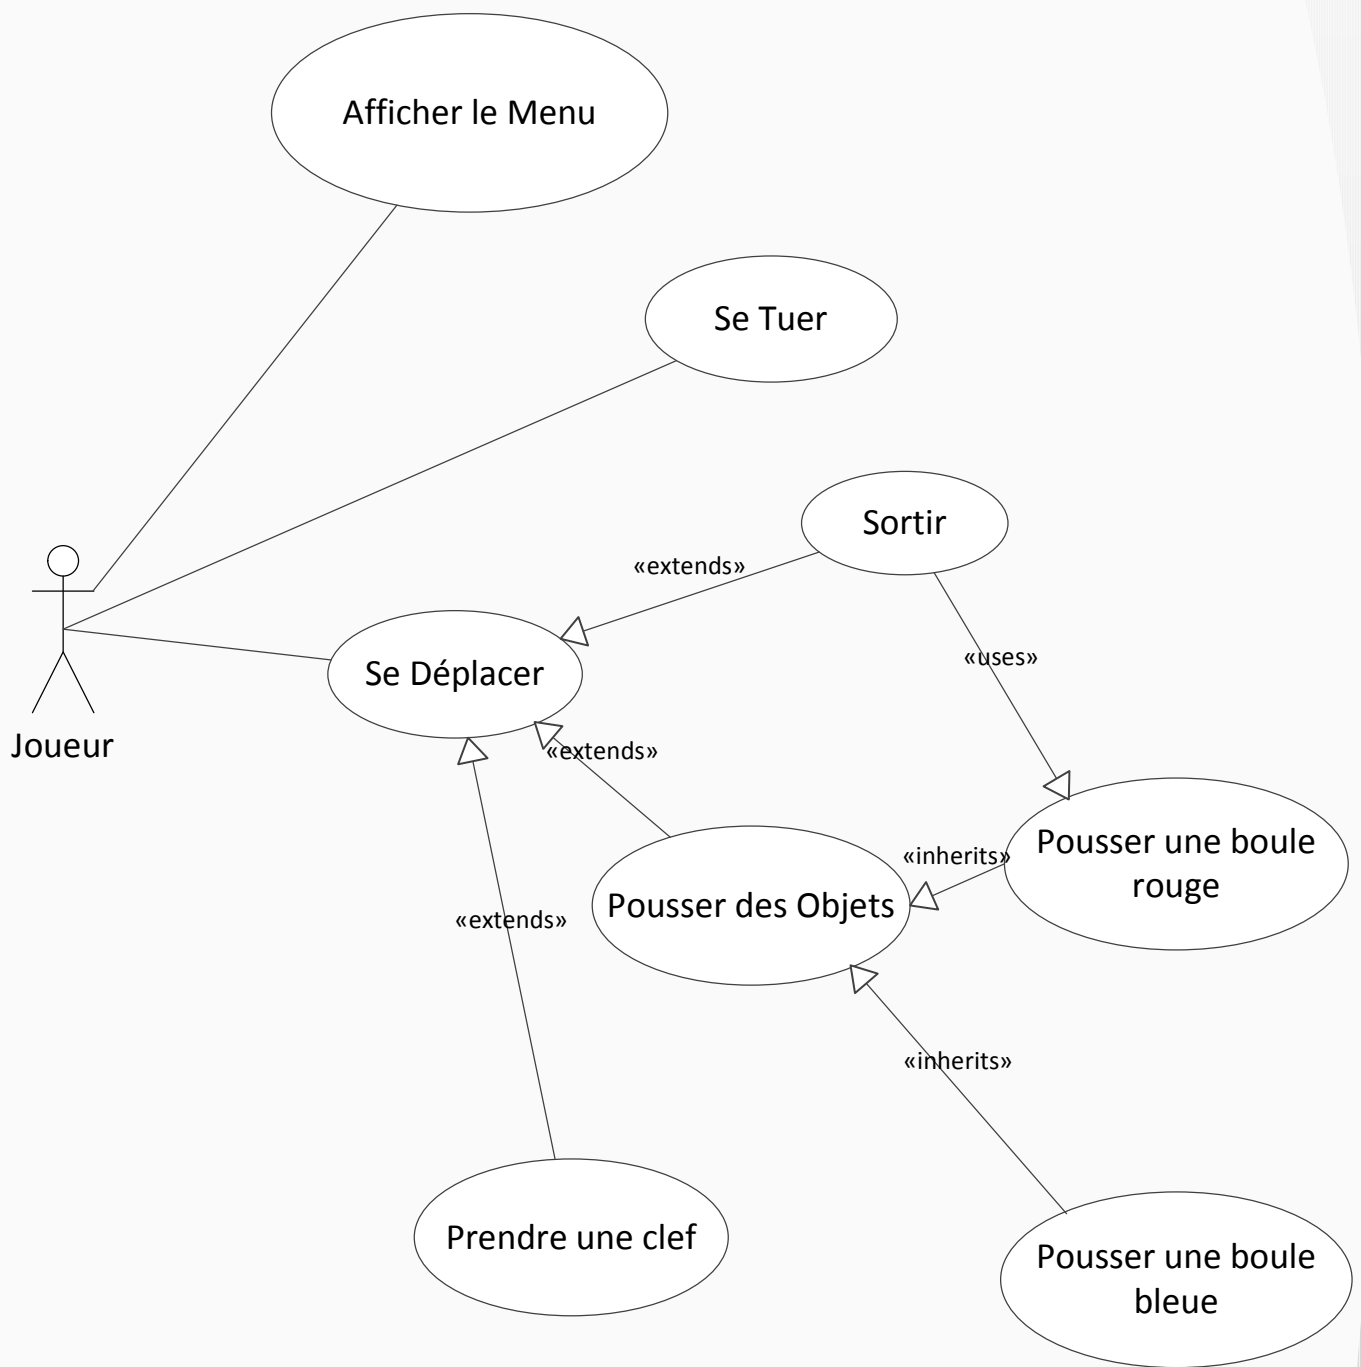 Afficher le Menu
Se Tuer
Sortir
«extends»
«uses»
Se Déplacer
Joueur
«extends»
Pousser une boule
rouge
«inherits»
Pousser des Objets
«extends»
«inherits»
Prendre une clef
Pousser une boule
bleue